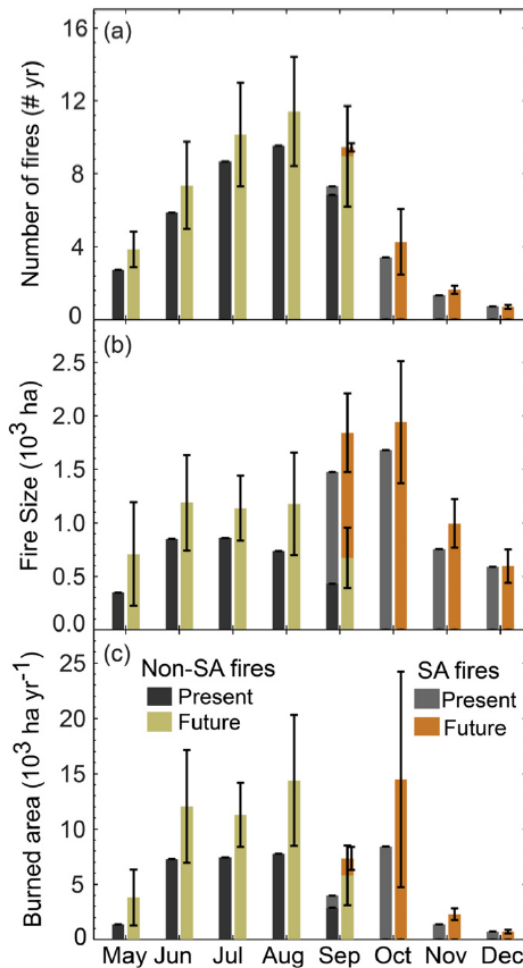 (a)
Number of fires (# yr)
16
12
8
4
0
(b)
Fire Size (10³ ha)
2.5
2.0
1.5
1.0
0.5
0.0
(c)
Burned area (10³ ha yr⁻¹)
25
20
15
10
5
0
Non-SA fires
Present
Future
SA fires
Present
Future
May Jun Jul Aug Sep Oct Nov Dec